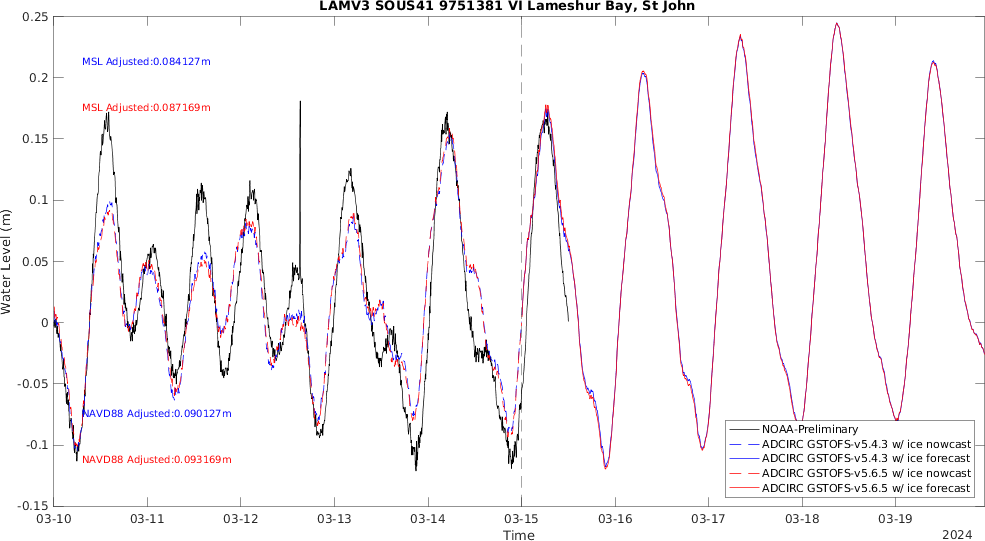 LAMV3 SOUS41 9751381 VI Lameshur Bay, St John
0.25
0.2
0.15
0.1
0.05
0
-0.05
-0.1
-0.15
Water Level (m)
MSL Adjusted:0.084127m
MSL Adjusted:0.087169m
NAVD88 Adjusted:0.090127m
NAVD88 Adjusted:0.093169m
NOAA-Preliminary
ADCIRC GSTOFS-v5.4.3 w/ ice nowcast
ADCIRC GSTOFS-v5.4.3 w/ ice forecast
ADCIRC GSTOFS-v5.6.5 w/ ice nowcast
ADCIRC GSTOFS-v5.6.5 w/ ice forecast
03-10 03-11 03-12 03-13 03-14 03-15 03-16 03-17 03-18 03-19
Time
2024